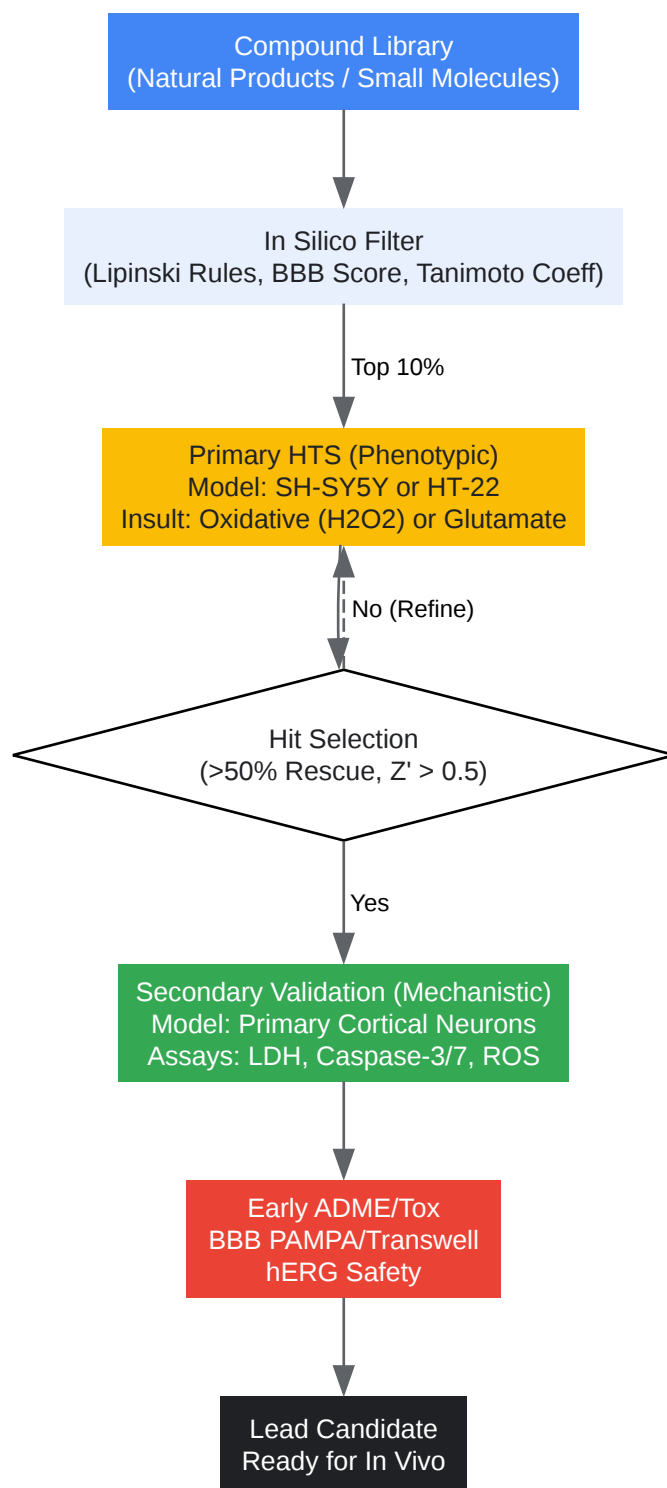 Compound Library
(Natural Products / Small Molecules)
In Silico Filter
(Lipinski Rules, BBB Score, Tanimoto Coeff)
Top 10%
Primary HTS (Phenotypic)
Model: SH-SY5Y or HT-22
Insult: Oxidative (H2O2) or Glutamate
No (Refine)
Hit Selection
(>50% Rescue, Z' > 0.5)
Yes
Secondary Validation (Mechanistic)
Model: Primary Cortical Neurons
Assays: LDH, Caspase-3/7, ROS
Early ADME/Tox
BBB PAMPA/Transwell
hERG Safety
Lead Candidate
Ready for In Vivo